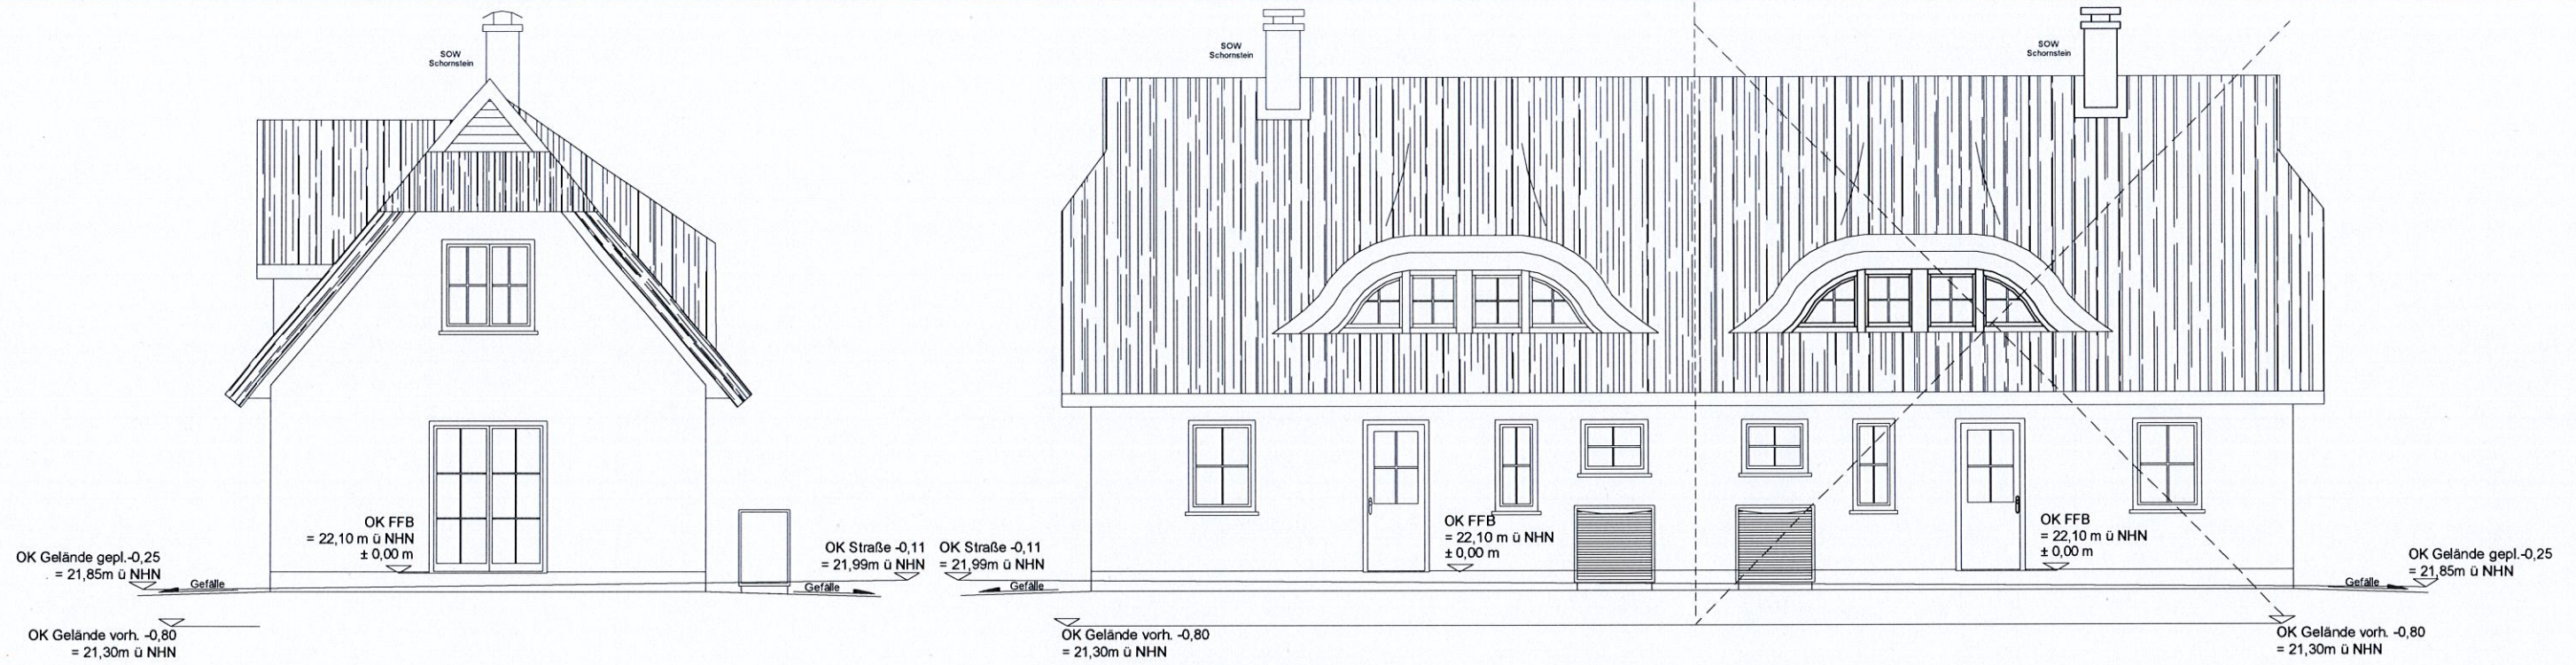 SOW
Schornstein
OK FFB
= 22,10 m ü NHN
± 0,00 m
OK Gelände gepl.-0,25
= 21,85m ü NHN
Gefälle
OK Gelände vorh. -0,80
= 21,30m ü NHN
OK Straße -0,11
= 21,99m ü NHN
Gefälle
SOW
Schornstein
SOW
Schornstein
OK Straße -0,11
= 21,99m ü NHN
Gefälle
OK FFB
= 22,10 m ü NHN
± 0,00 m
OK FFB
= 22,10 m ü NHN
± 0,00 m
OK Gelände gepl.-0,25
= 21,85m ü NHN
Gefälle
OK Gelände vorh. -0,80
= 21,30m ü NHN
OK Gelände vorh. -0,80
= 21,30m ü NHN